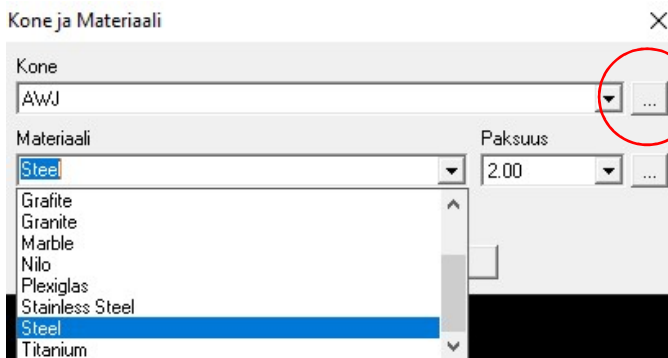 Kone ja Materiaali
Kone
AWJ
...
Materiaali
Paksuus
Steel
2.00
...
Grafite
Granite
Marble
Nilo
Plexiglas
Stainless Steel
Steel
Titanium